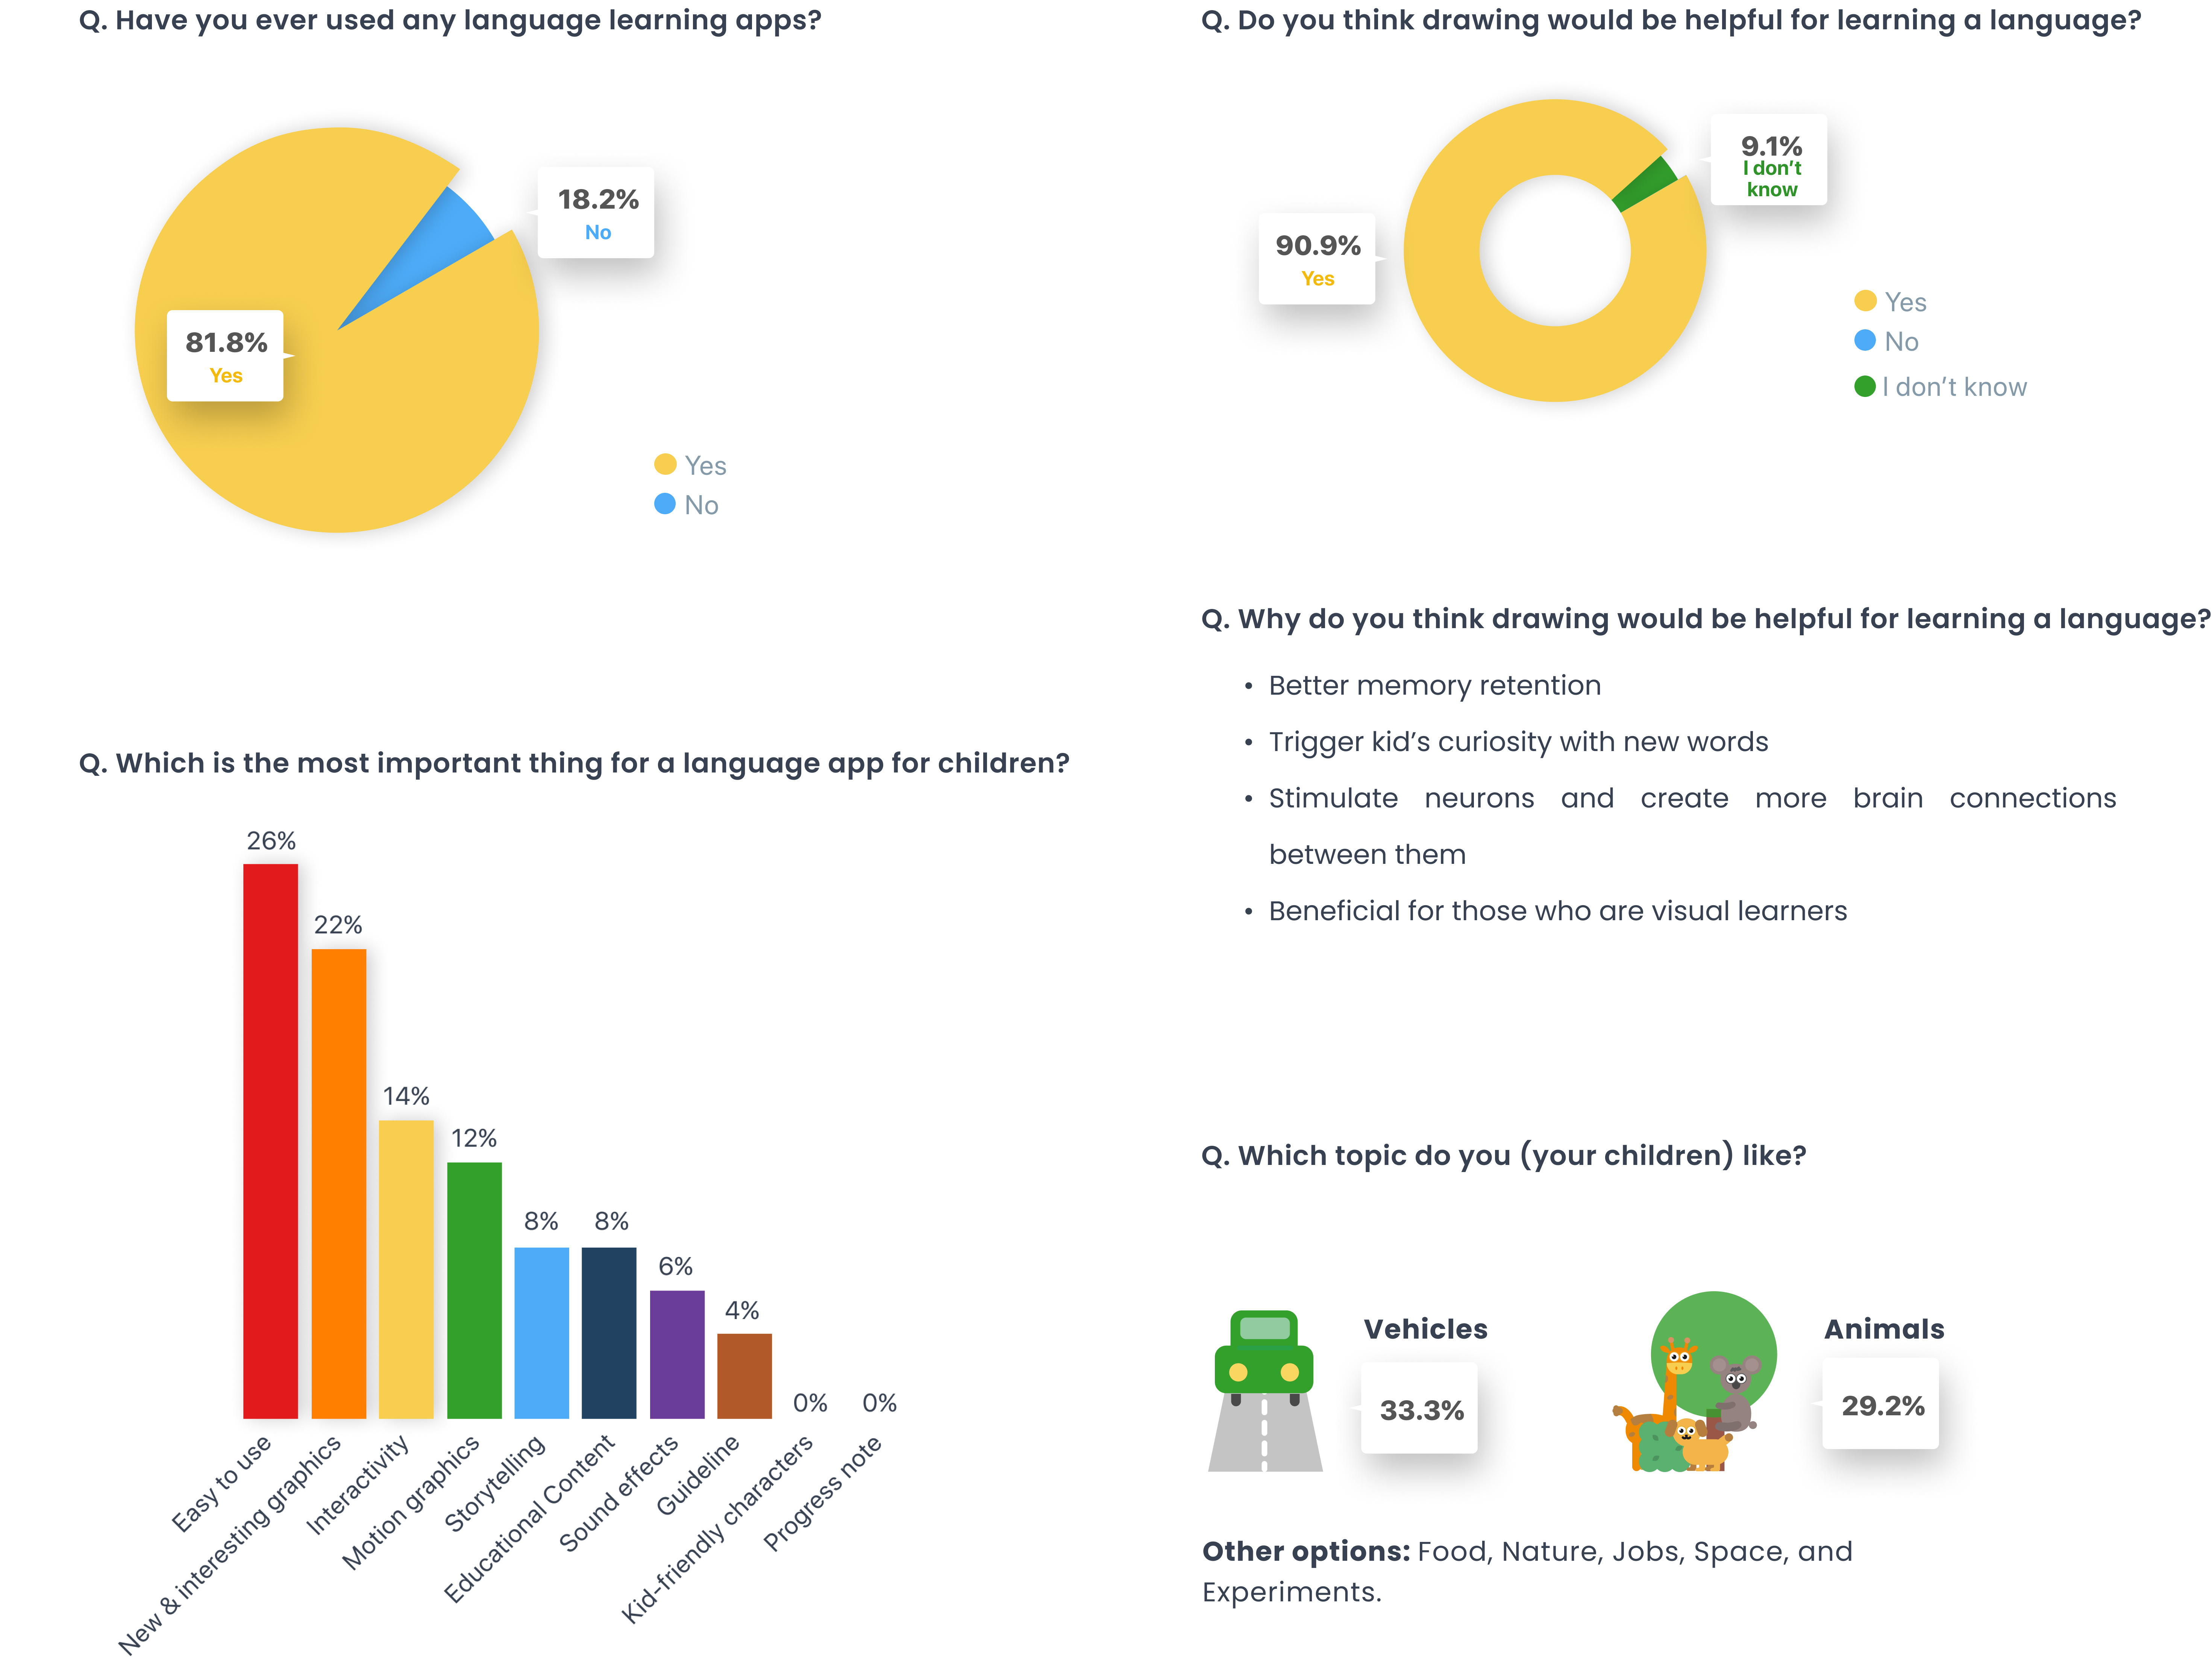 Q. Have you ever used any language learning apps?
18.2%
No
81.8%
Yes
Yes
No
Q. Which is the most important thing for a language app for children?
26%
22%
14%
12%
8%
8%
6%
4%
0%
0%
Easy to use
New & interesting graphics
Interactivity
Motion graphics
Storytelling
Educational Content
Sound effects
Guideline
Kid-friendly characters
Progress note
Q. Do you think drawing would be helpful for learning a language?
9.1%
I don’t
know
90.9%
Yes
Yes
No
I don’t know
Q. Why do you think drawing would be helpful for learning a language?
• Better memory retention
• Trigger kid’s curiosity with new words
• Stimulate neurons and create more brain connections
between them
• Beneficial for those who are visual learners
Q. Which topic do you (your children) like?
Vehicles
33.3%
Animals
29.2%
Other options: Food, Nature, Jobs, Space, and
Experiments.